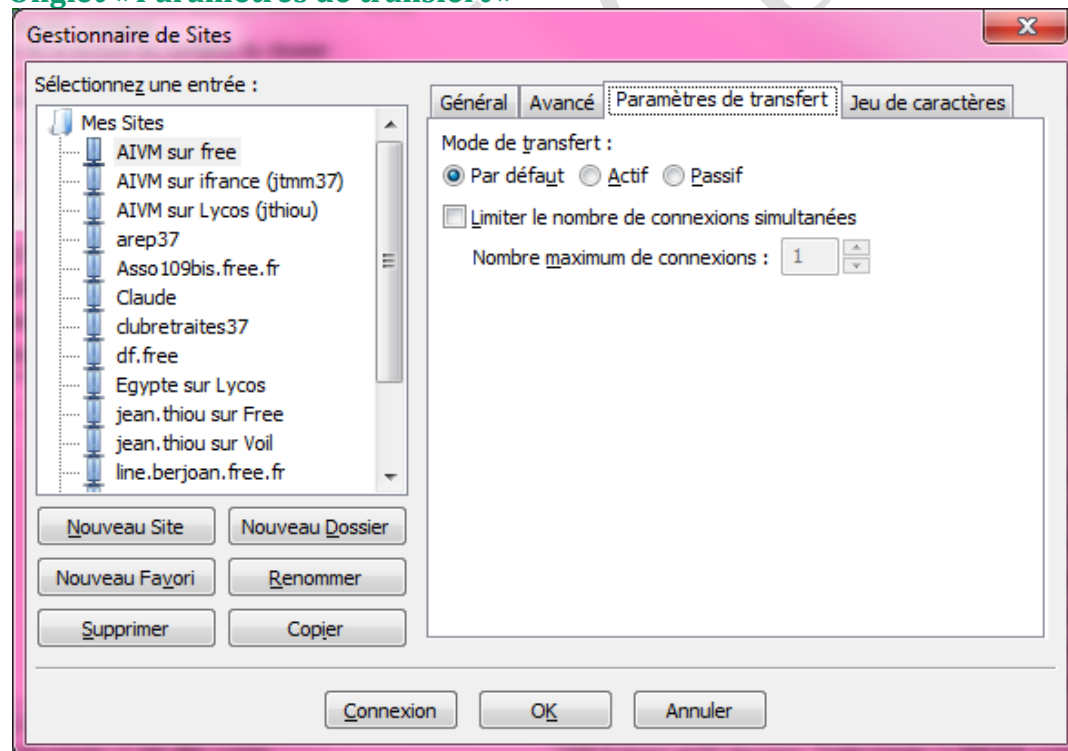 Onglet « Paramètres de transfert »
Gestionnaire de Sites
Sélectionnez une entrée :
Mes Sites
AIVM sur free
AIVM sur ifrance (jtmm37)
AIVM sur Lycos (jthiou)
arep37
Asso109bis.free.fr
Claude
clubretraites37
df.free
Egypte sur Lycos
jean.thiou sur Free
jean.thiou sur Voil
line.berjoan.free.fr
Nouveau Site Nouveau Dossier
Nouveau Favori Renommer
Supprimer Copier
Général Avancé Paramètres de transfert Jeu de caractères
Mode de transfert :
Par défaut Actif Passif
Limiter le nombre de connexions simultanées
Nombre maximum de connexions : 1
Connexion OK Annuler